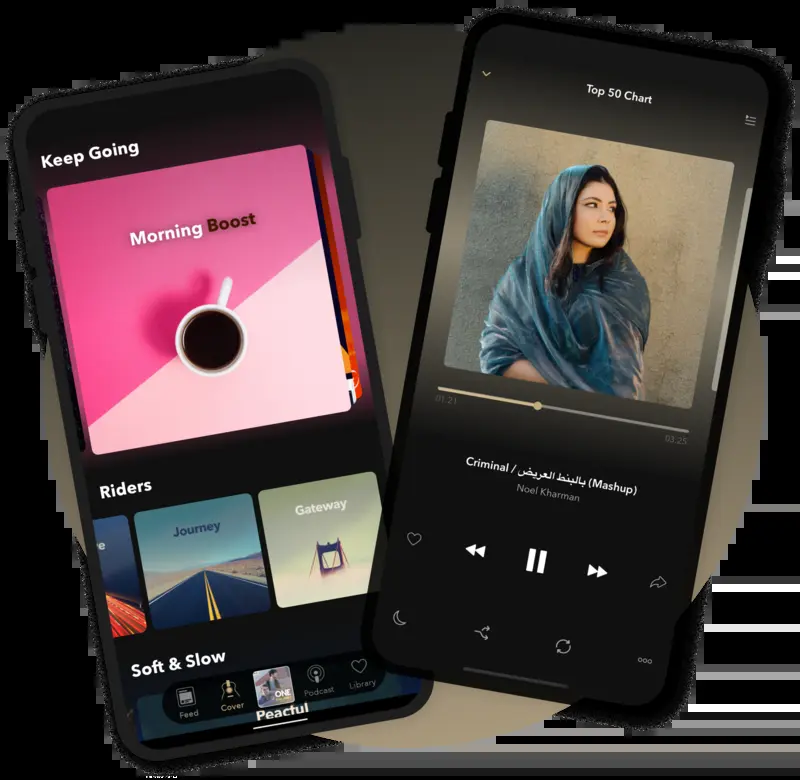 Keep Going
Morning Boost
Riders
e
Journey
Gateway
Soft & Slow
Feed
Cover
ONE
Podcast
Library
Peacful
Top 50 Chart
01:21
03:25
Criminal / بالبنط العريض (Mashup)
Noel Kharman